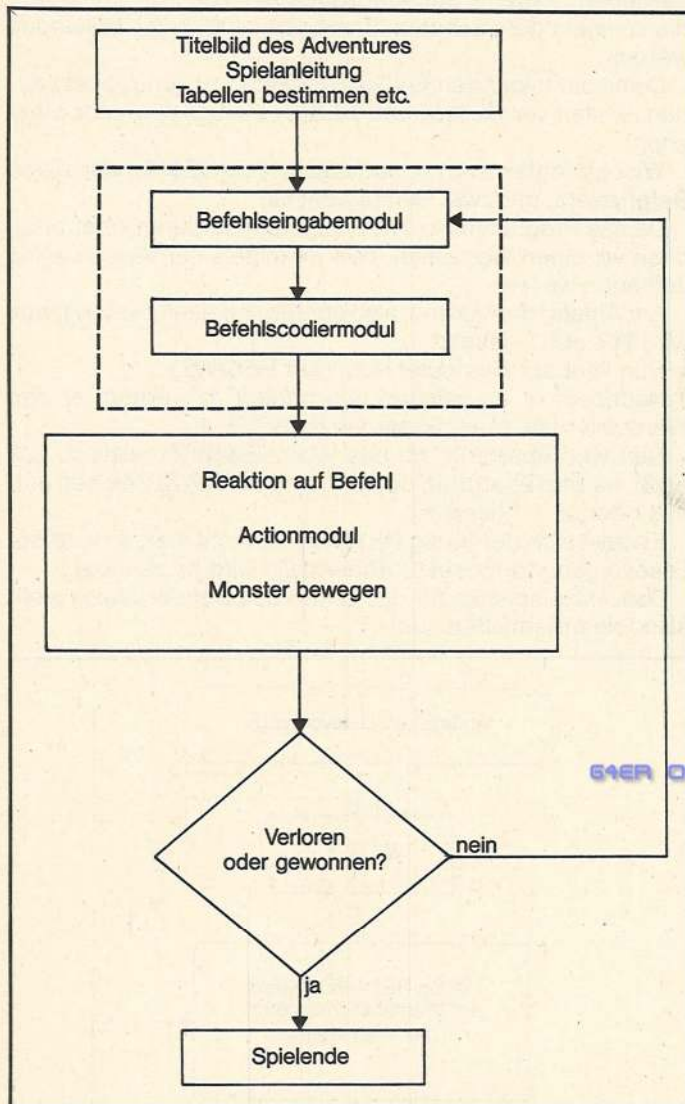 Titelbild des Adventures
Spielanleitung
Tabellen bestimmen etc.
Befehlseingabemodul
Befehlscodiermodul
Reaktion auf Befehl
Actionmodul
Monster bewegen
64ER O
Verloren
oder gewonnen?
nein
ja
Spielende